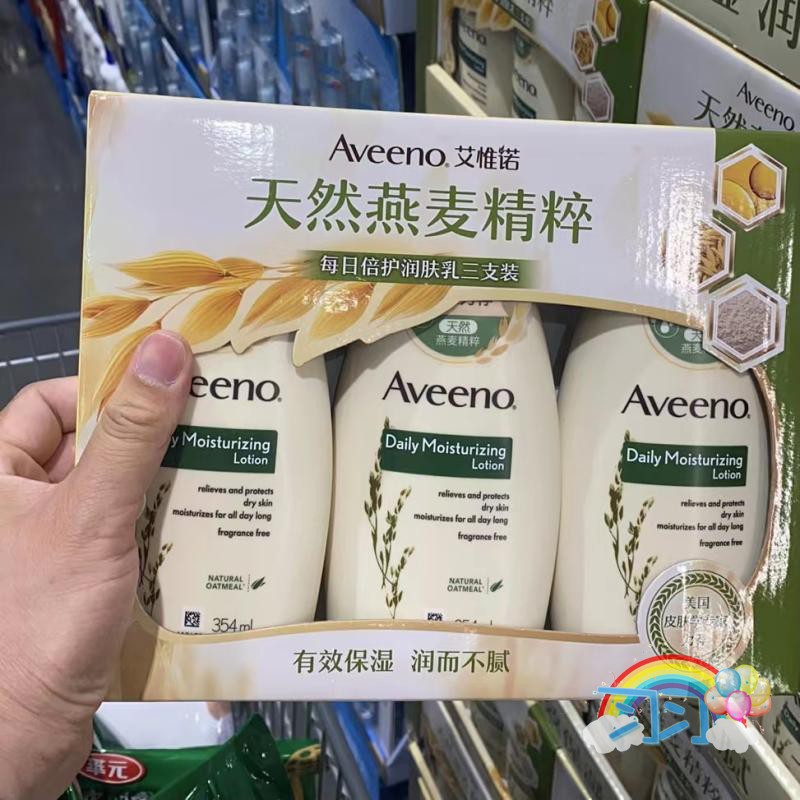 Aveeno® 艾惟诺
天然燕麦精粹
每日倍护润肤乳三支装
天然
燕麦精粹
eeno®
y Moisturizing
Lotion
relieves and protects
dry skin
moisturizes for all day long
fragrance free
NATURAL
OATMEAL
354 ml
Aveeno®
Daily Moisturizing
Lotion
relieves and protects
dry skin
moisturizes for all day long
fragrance free
NATURAL
OATMEAL
Aveeno®
Daily Moisturizing
Lotion
relieves and protects
dry skin
moisturizes for all day long
fragrance free
美国
有效保湿 润而不腻
Aveeno
天然
润
华元